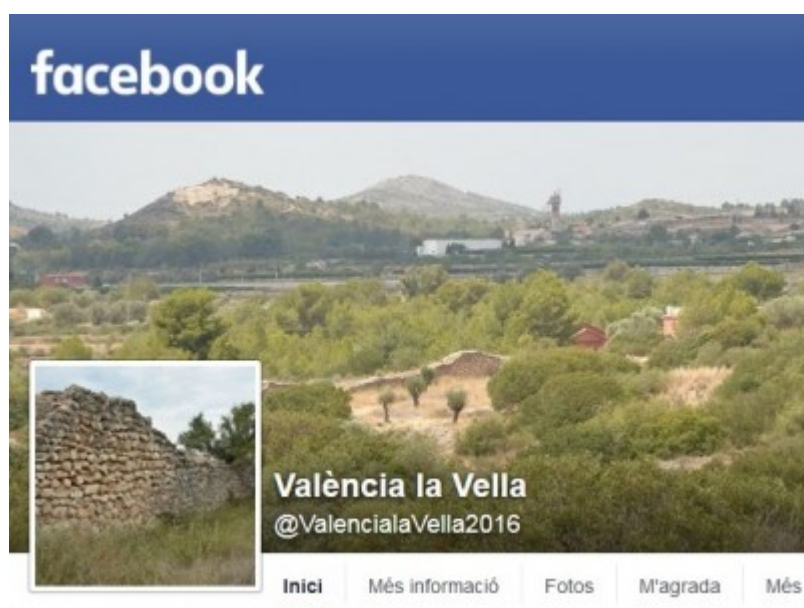 facebook
València la Vella
@ValencialaVella2016
Inici Més informació Fotos M'agrada Més